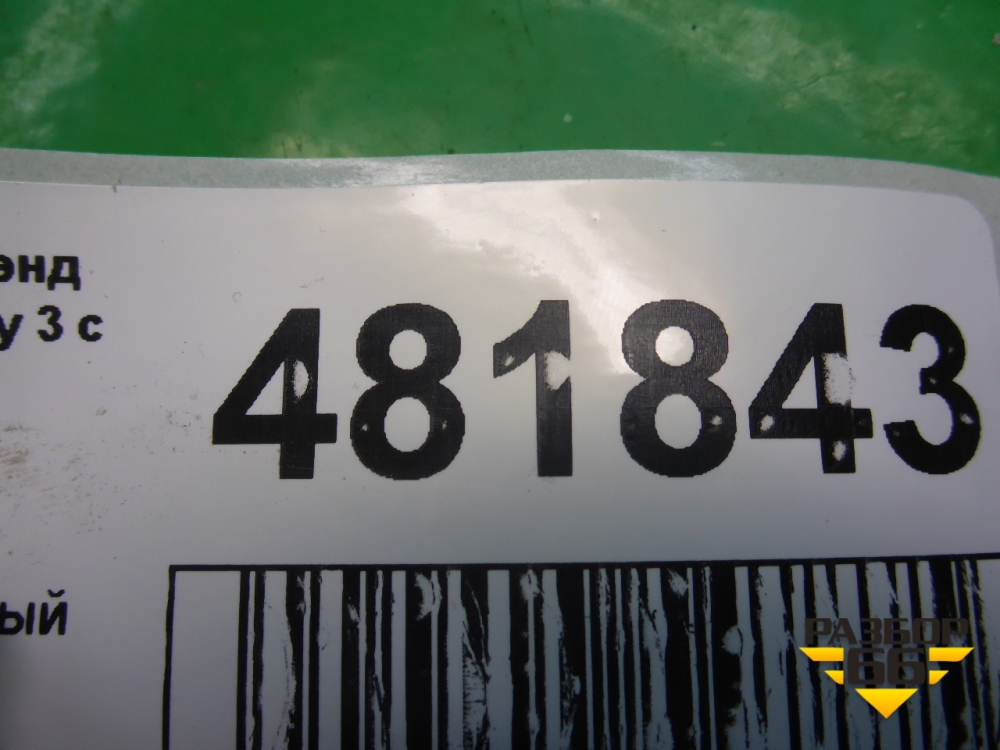 энд
у 3 с
481843
ый
РАЗБОР
66